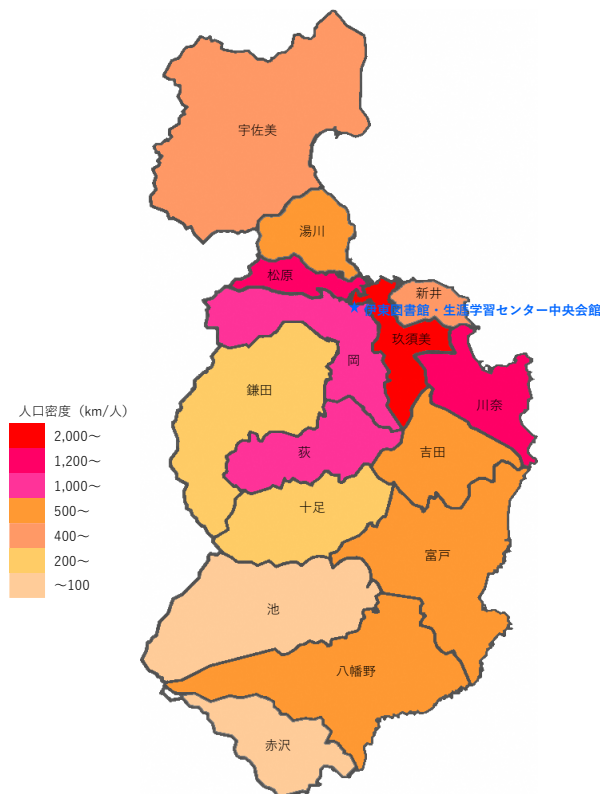 宇佐美
湯川
松原
新井
★伊東図書館・生涯学習センター中央会館
玖須美
岡
鎌田
川奈
人口密度（km/人）
2,000～
1,200～
1,000～
500～
400～
200～
～100
荻
吉田
十足
富戸
池
八幡野
赤沢